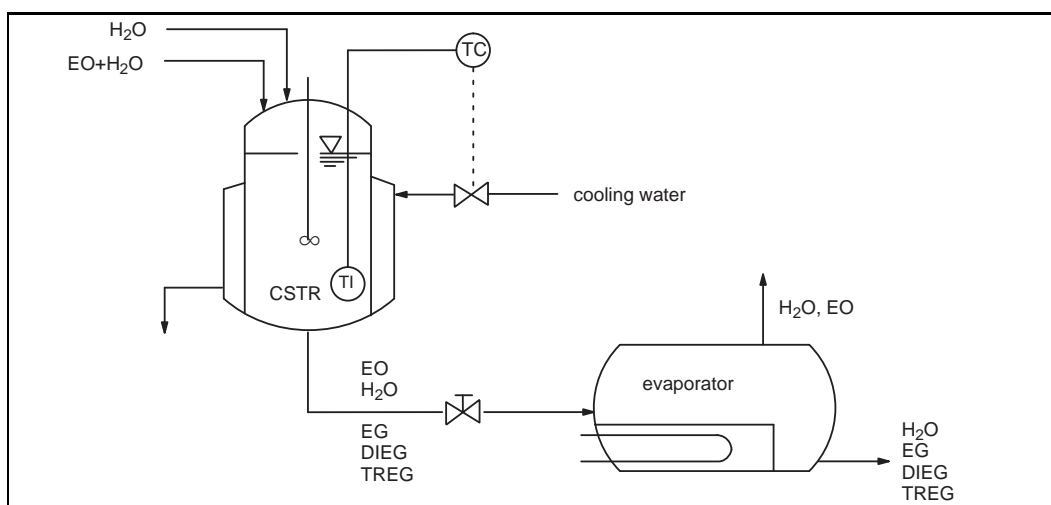 H2O
EO+H2O
TC
cooling water
TI
CSTR
H2O, EO
EO
H2O
evaporator
EG
DIEG
TREG
H2O
EG
DIEG
TREG